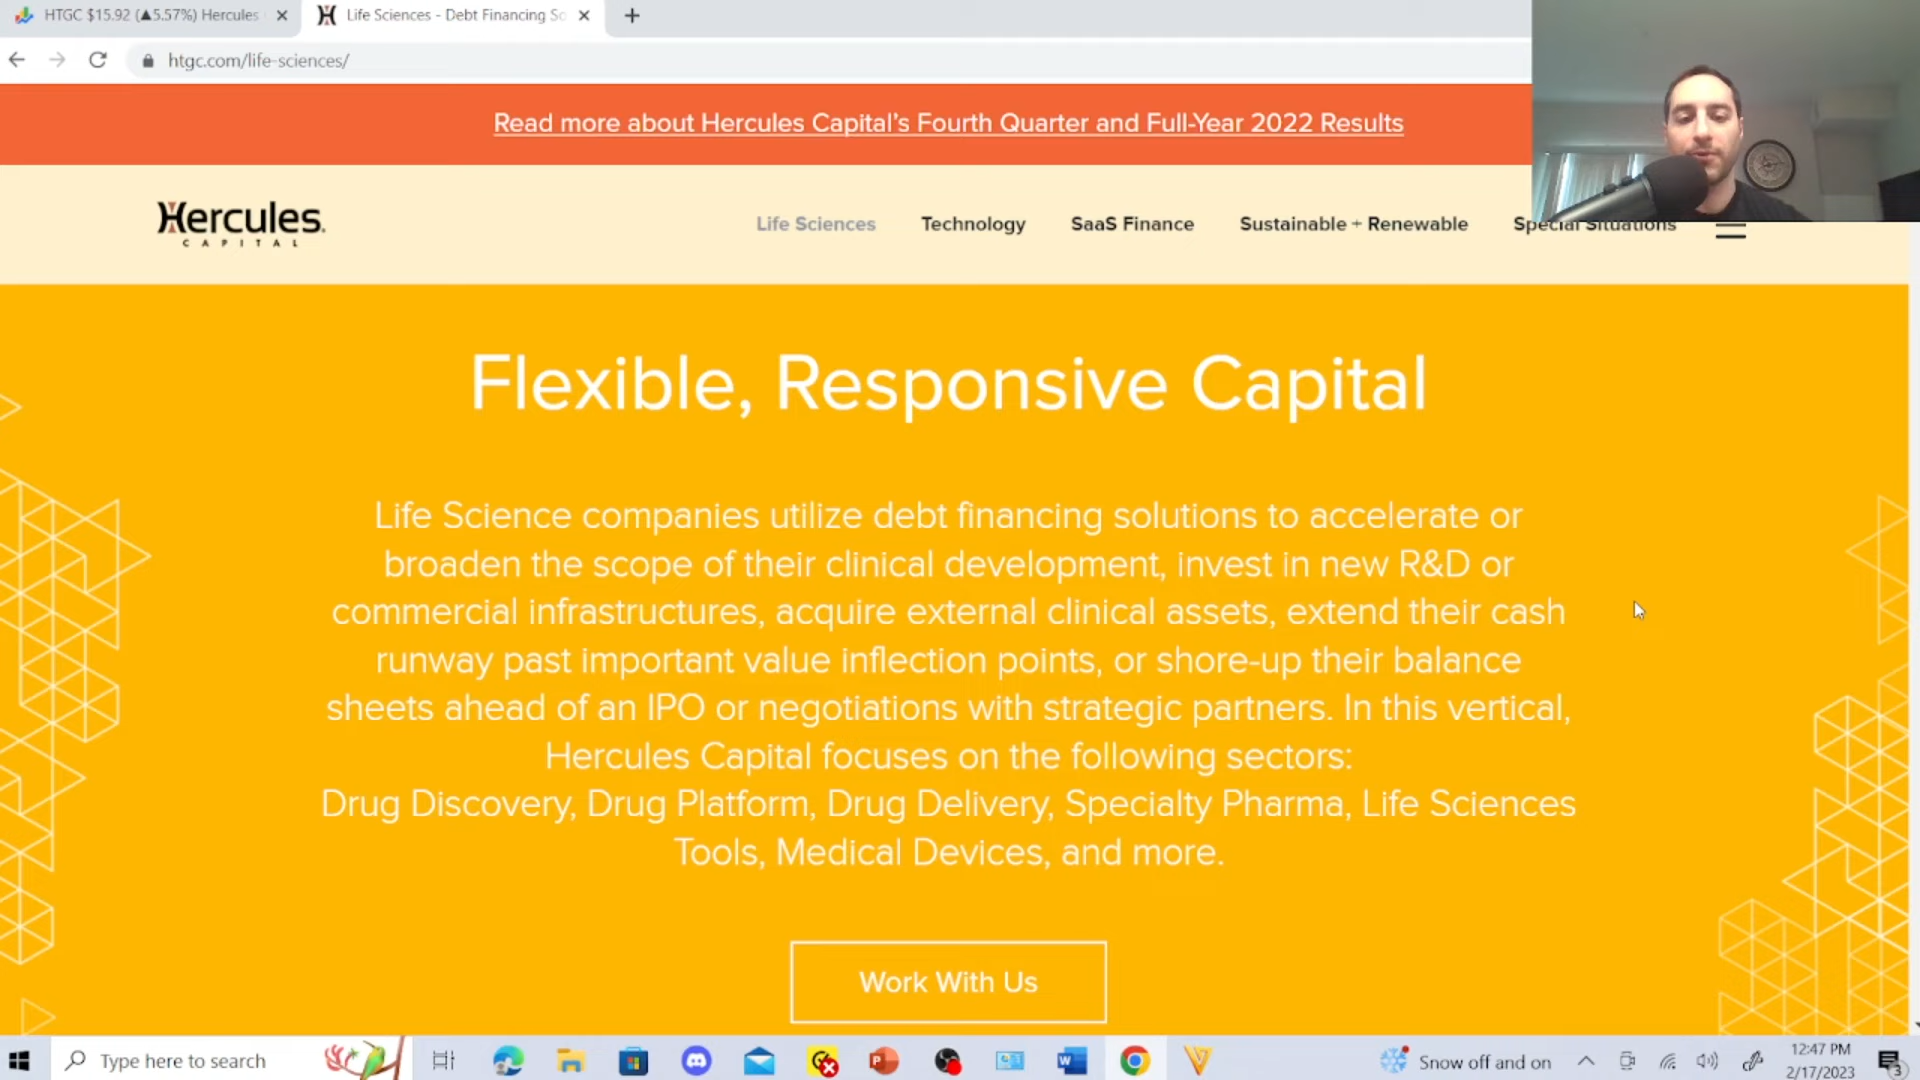 HTGC $15.92 (▲5.57%) Hercules
Life Sciences - Debt Financing So
htgc.com/life-sciences/
Read more about Hercules Capital's Fourth Quarter and Full-Year 2022 Results
Hercules.
CAPITAL
Life Sciences
Technology
SaaS Finance
Sustainable + Renewable
Special Situations
Flexible, Responsive Capital
Life Science companies utilize debt financing solutions to accelerate or
broaden the scope of their clinical development, invest in new R&D or
commercial infrastructures, acquire external clinical assets, extend their cash
runway past important value inflection points, or shore-up their balance
sheets ahead of an IPO or negotiations with strategic partners. In this vertical,
Hercules Capital focuses on the following sectors:
Drug Discovery, Drug Platform, Drug Delivery, Specialty Pharma, Life Sciences
Tools, Medical Devices, and more.
Work With Us
Type here to search
Snow off and on
12:47 PM
2/17/2023
3